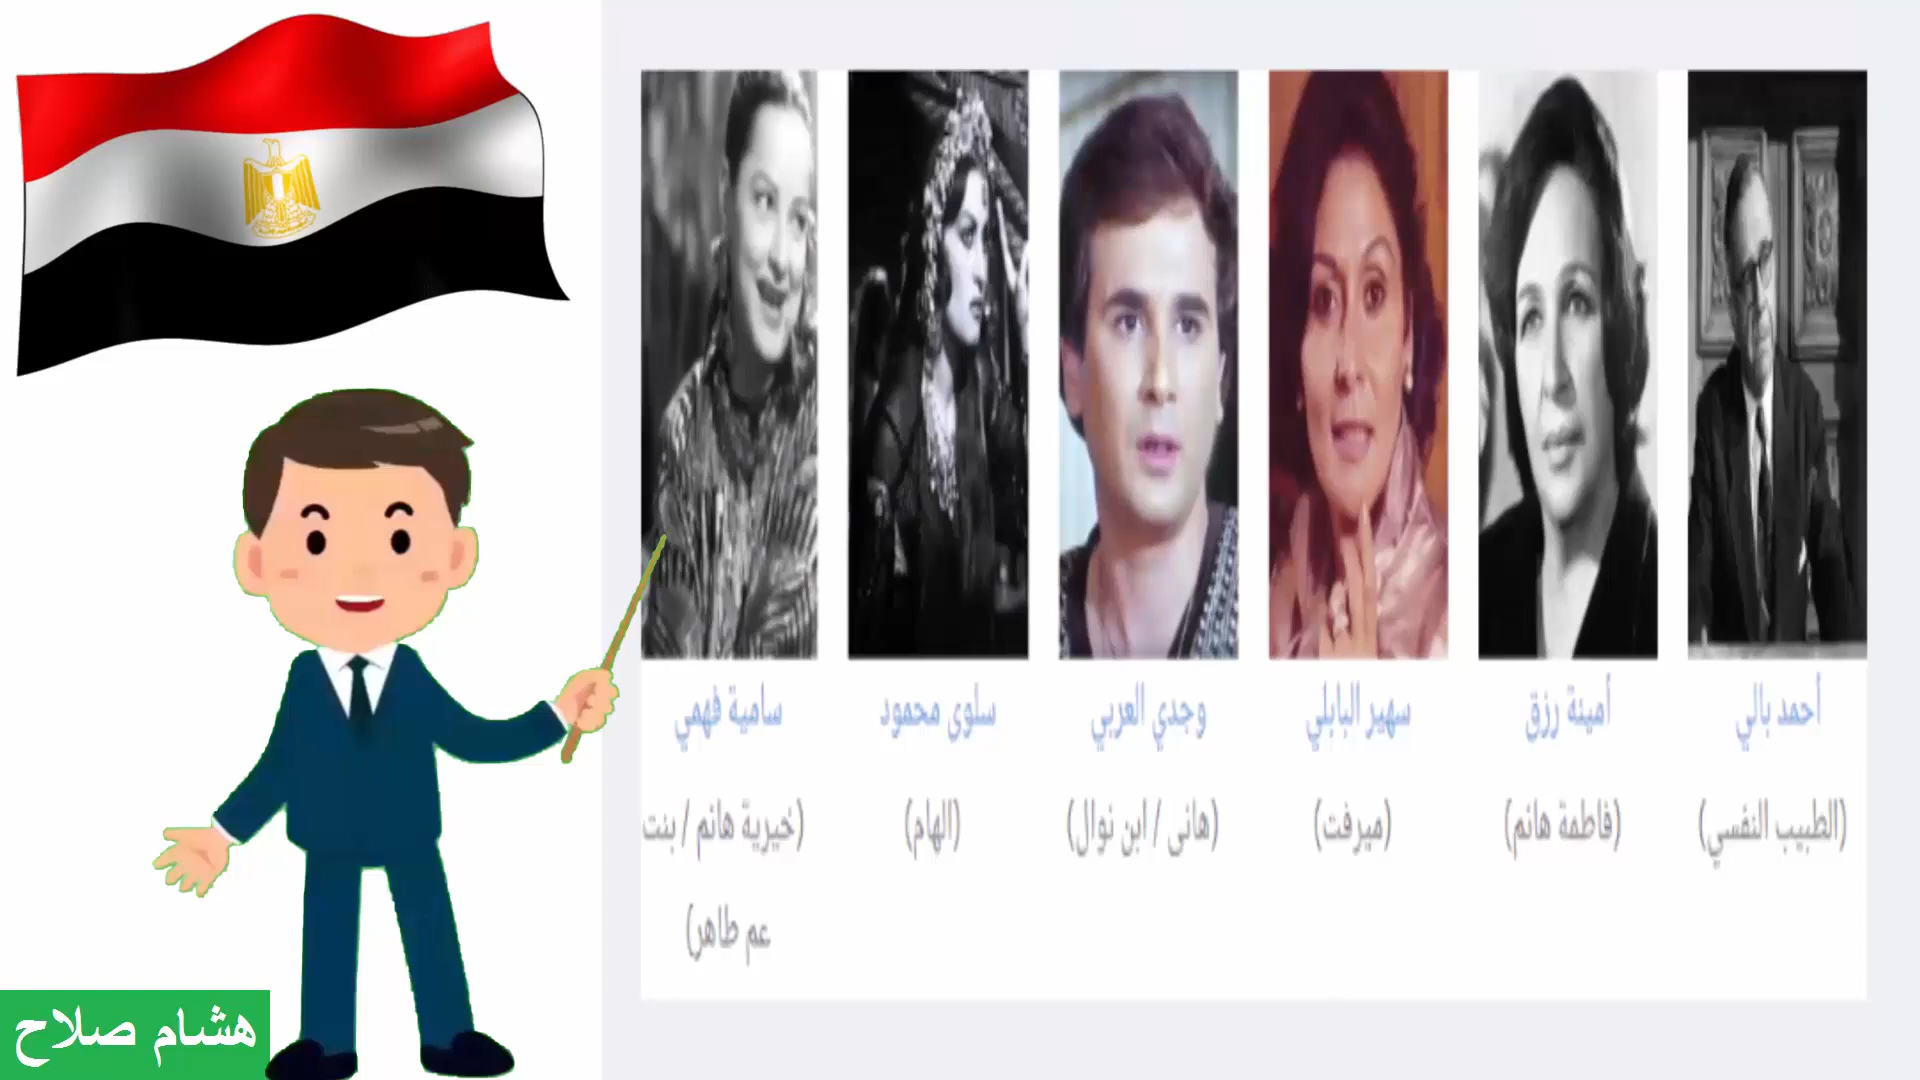 أحمد بالي
أمينة رزق
سهير البابلي
وجدي العربي
سلوى محمود
سامية فهمي
(الطبيب النفسي)
(فاطمة هانم)
(ميرفت)
(هانى / ابن نوال)
(الهام)
(خيرية هانم / بنت
عم طاهر)
هشام صلاح